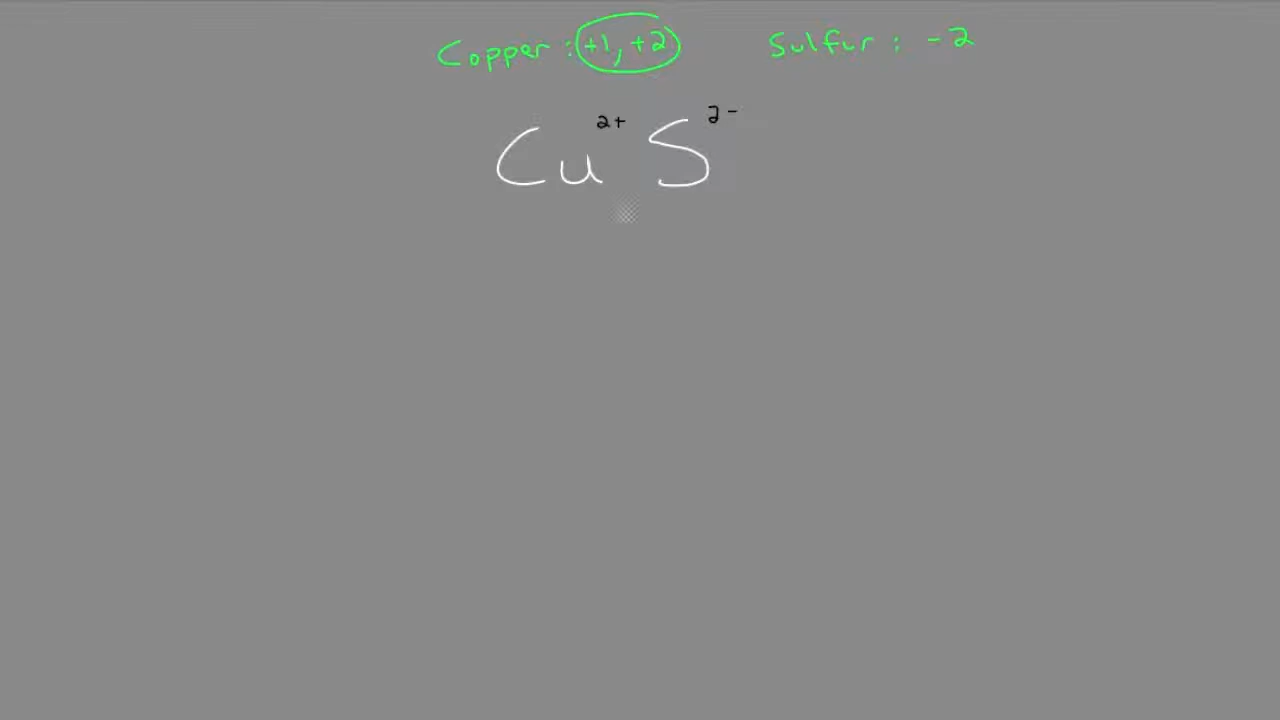 Copper : +1, +2 Sulfur : -2
Cu²⁺ S²⁻